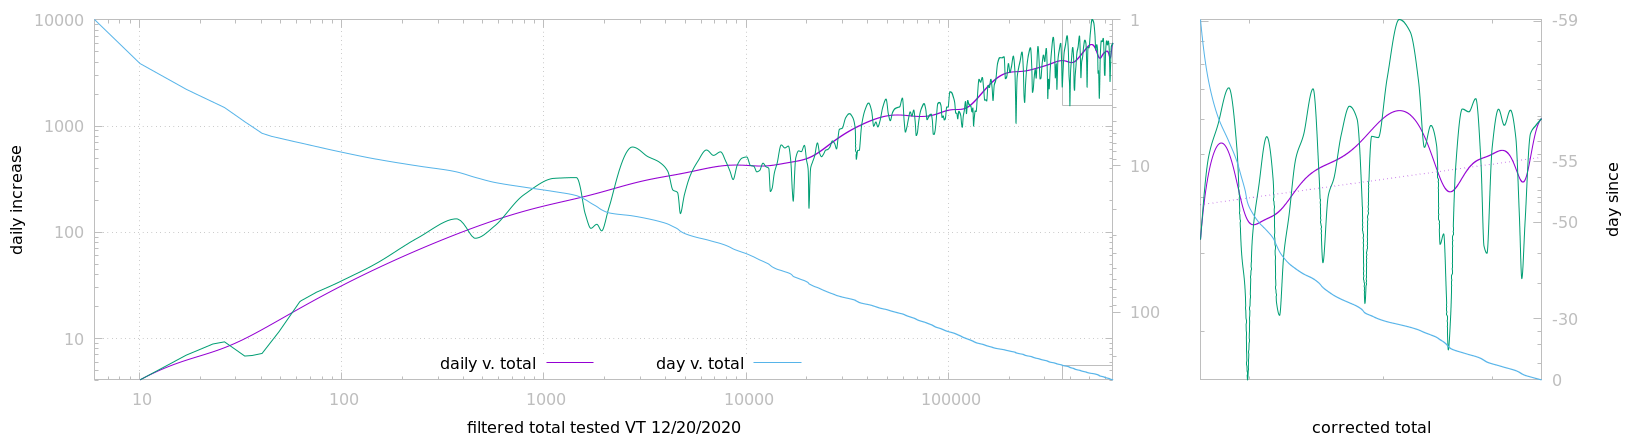 10000
1000
100
10
daily increase
10
100
1000
10000
100000
1
10
100
daily v. total
day v. total
filtered total tested VT 12/20/2020
-59
-55
-50
-30
0
day since
corrected total